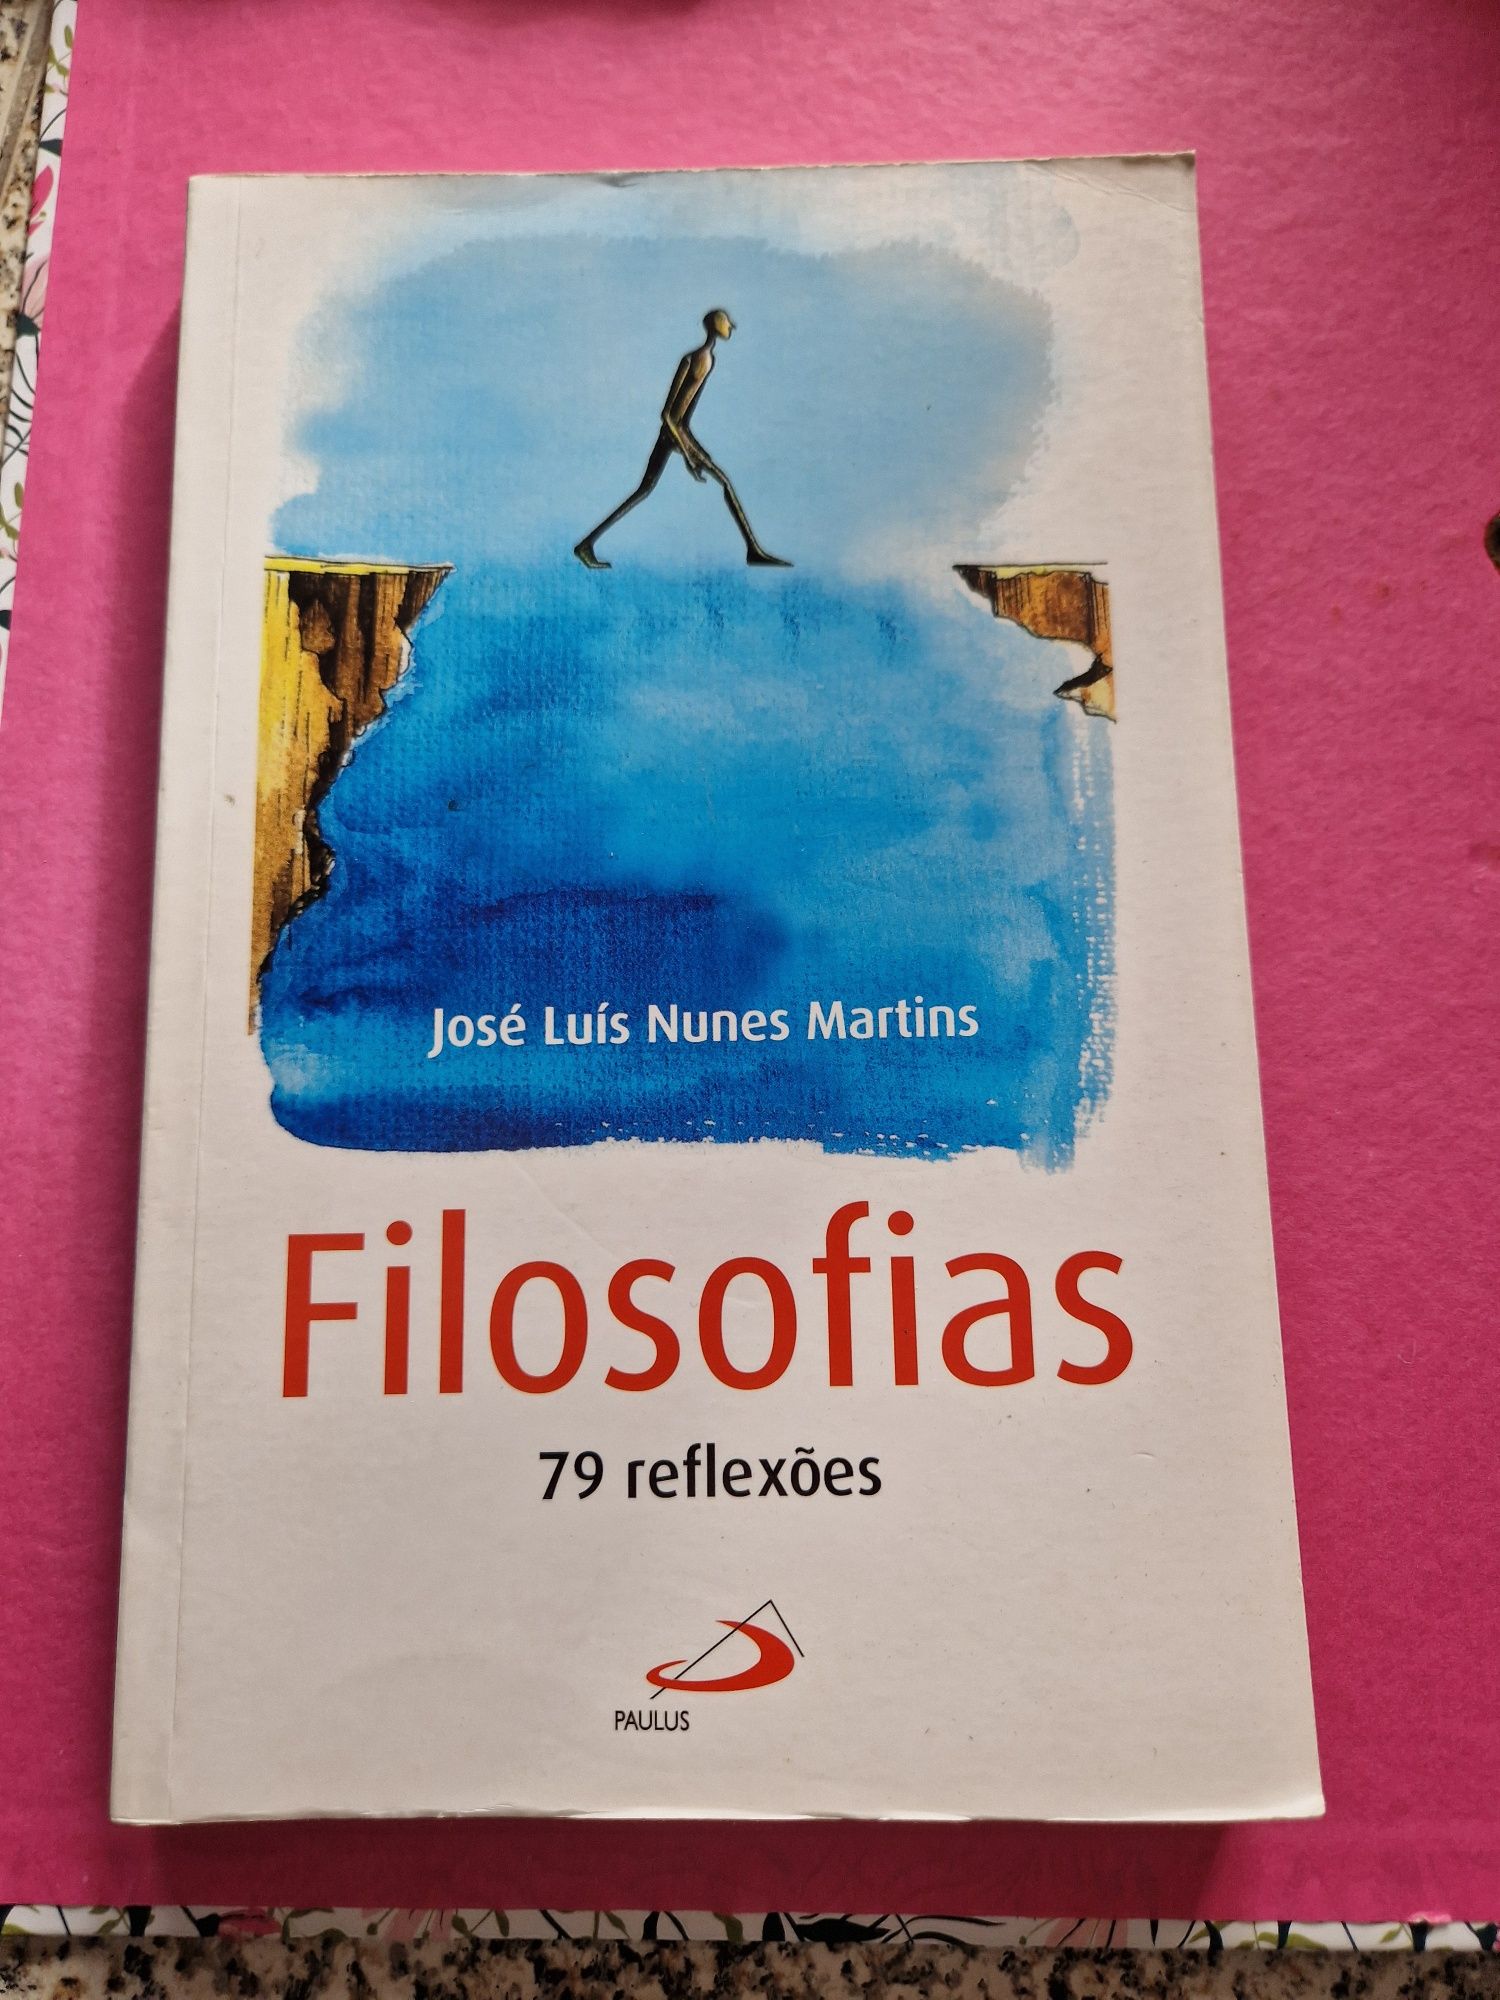 José Luís Nunes Martins
Filosofias
79 reflexões
PAULUS